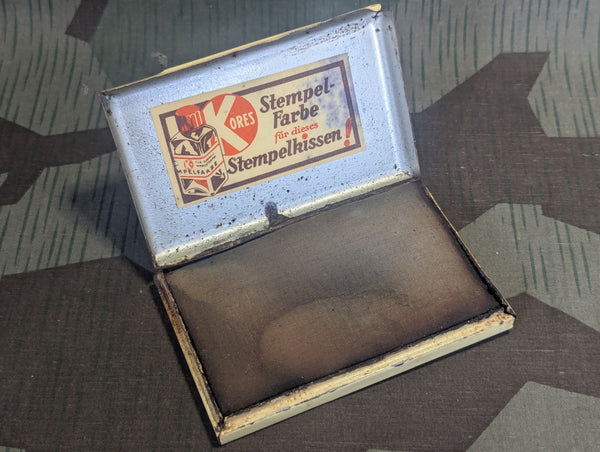 KORES
Stempel-
Farbe
für dieses
Stempelkissen!